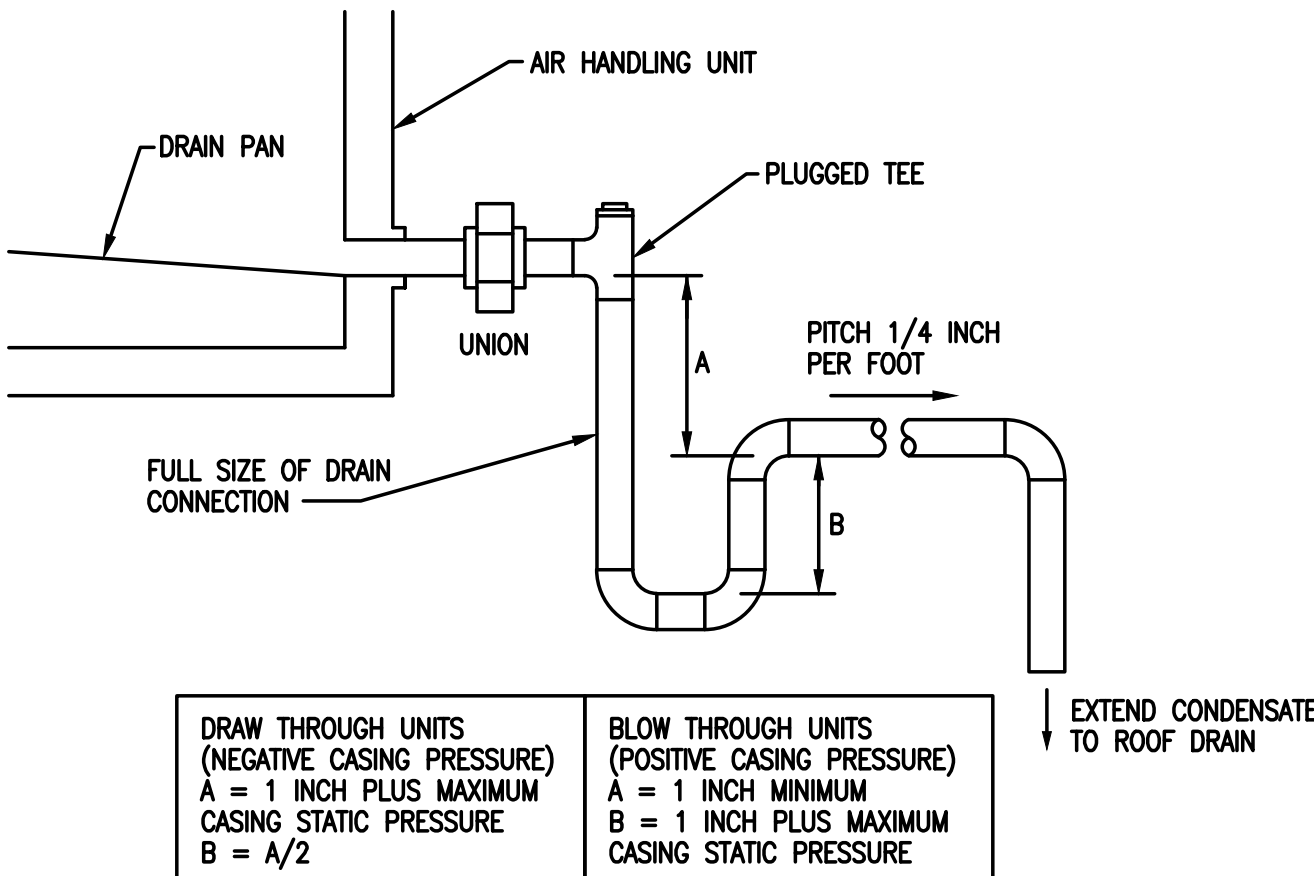 AIR HANDLING UNIT
DRAIN PAN
PLUGGED TEE
UNION
A
PITCH 1/4 INCH
PER FOOT
FULL SIZE OF DRAIN
CONNECTION
B
EXTEND CONDENSATE
TO ROOF DRAIN
DRAW THROUGH UNITS
(NEGATIVE CASING PRESSURE)
A = 1 INCH PLUS MAXIMUM
CASING STATIC PRESSURE
B = A/2
BLOW THROUGH UNITS
(POSITIVE CASING PRESSURE)
A = 1 INCH MINIMUM
B = 1 INCH PLUS MAXIMUM
CASING STATIC PRESSURE